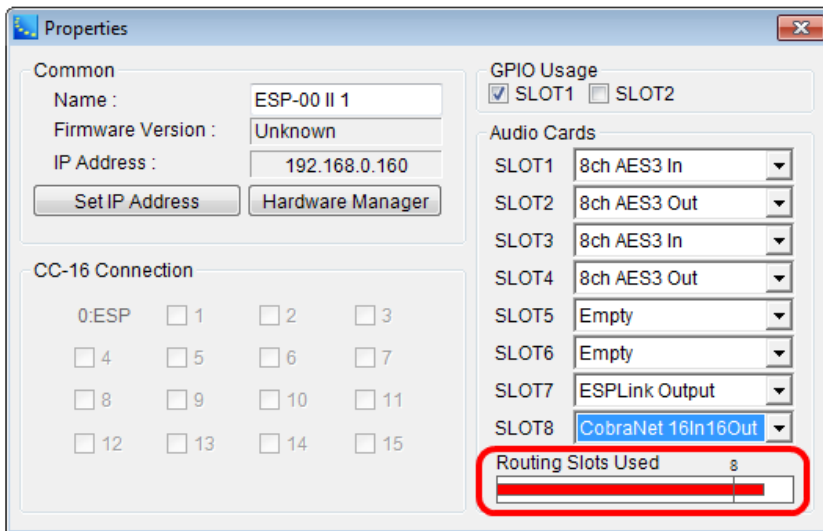 Properties
Common
Name :
ESP-00 II 1
Firmware Version :
Unknown
IP Address :
192.168.0.160
Set IP Address
Hardware Manager
CC-16 Connection
0:ESP 1 2 3
4 5 6 7
8 9 10 11
12 13 14 15
GPIO Usage
SLOT1 SLOT2
Audio Cards
SLOT1 8ch AES3 In
SLOT2 8ch AES3 Out
SLOT3 8ch AES3 In
SLOT4 8ch AES3 Out
SLOT5 Empty
SLOT6 Empty
SLOT7 ESPLink Output
SLOT8 CobraNet 16In16Out
Routing Slots Used 8